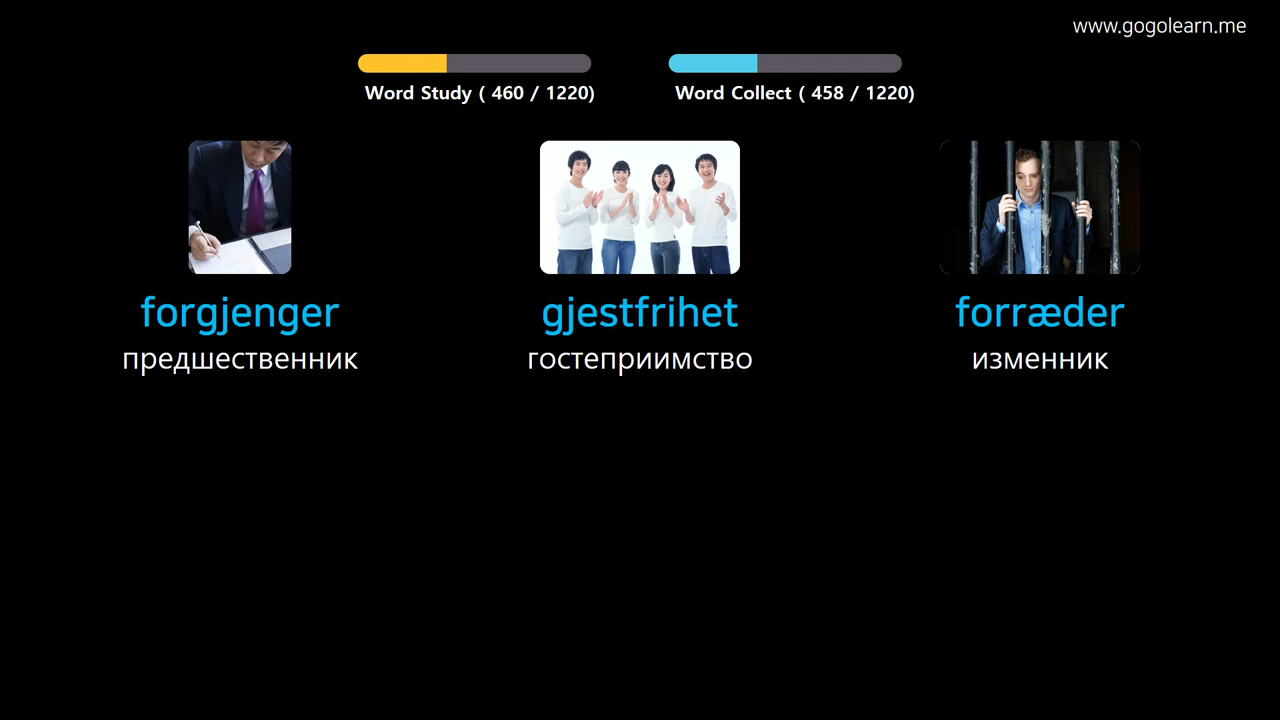 www.gogolearn.me
Word Study ( 460 / 1220)
Word Collect ( 458 / 1220)
forgjenger
предшественник
gjestfrihet
гостеприимство
forræder
изменник